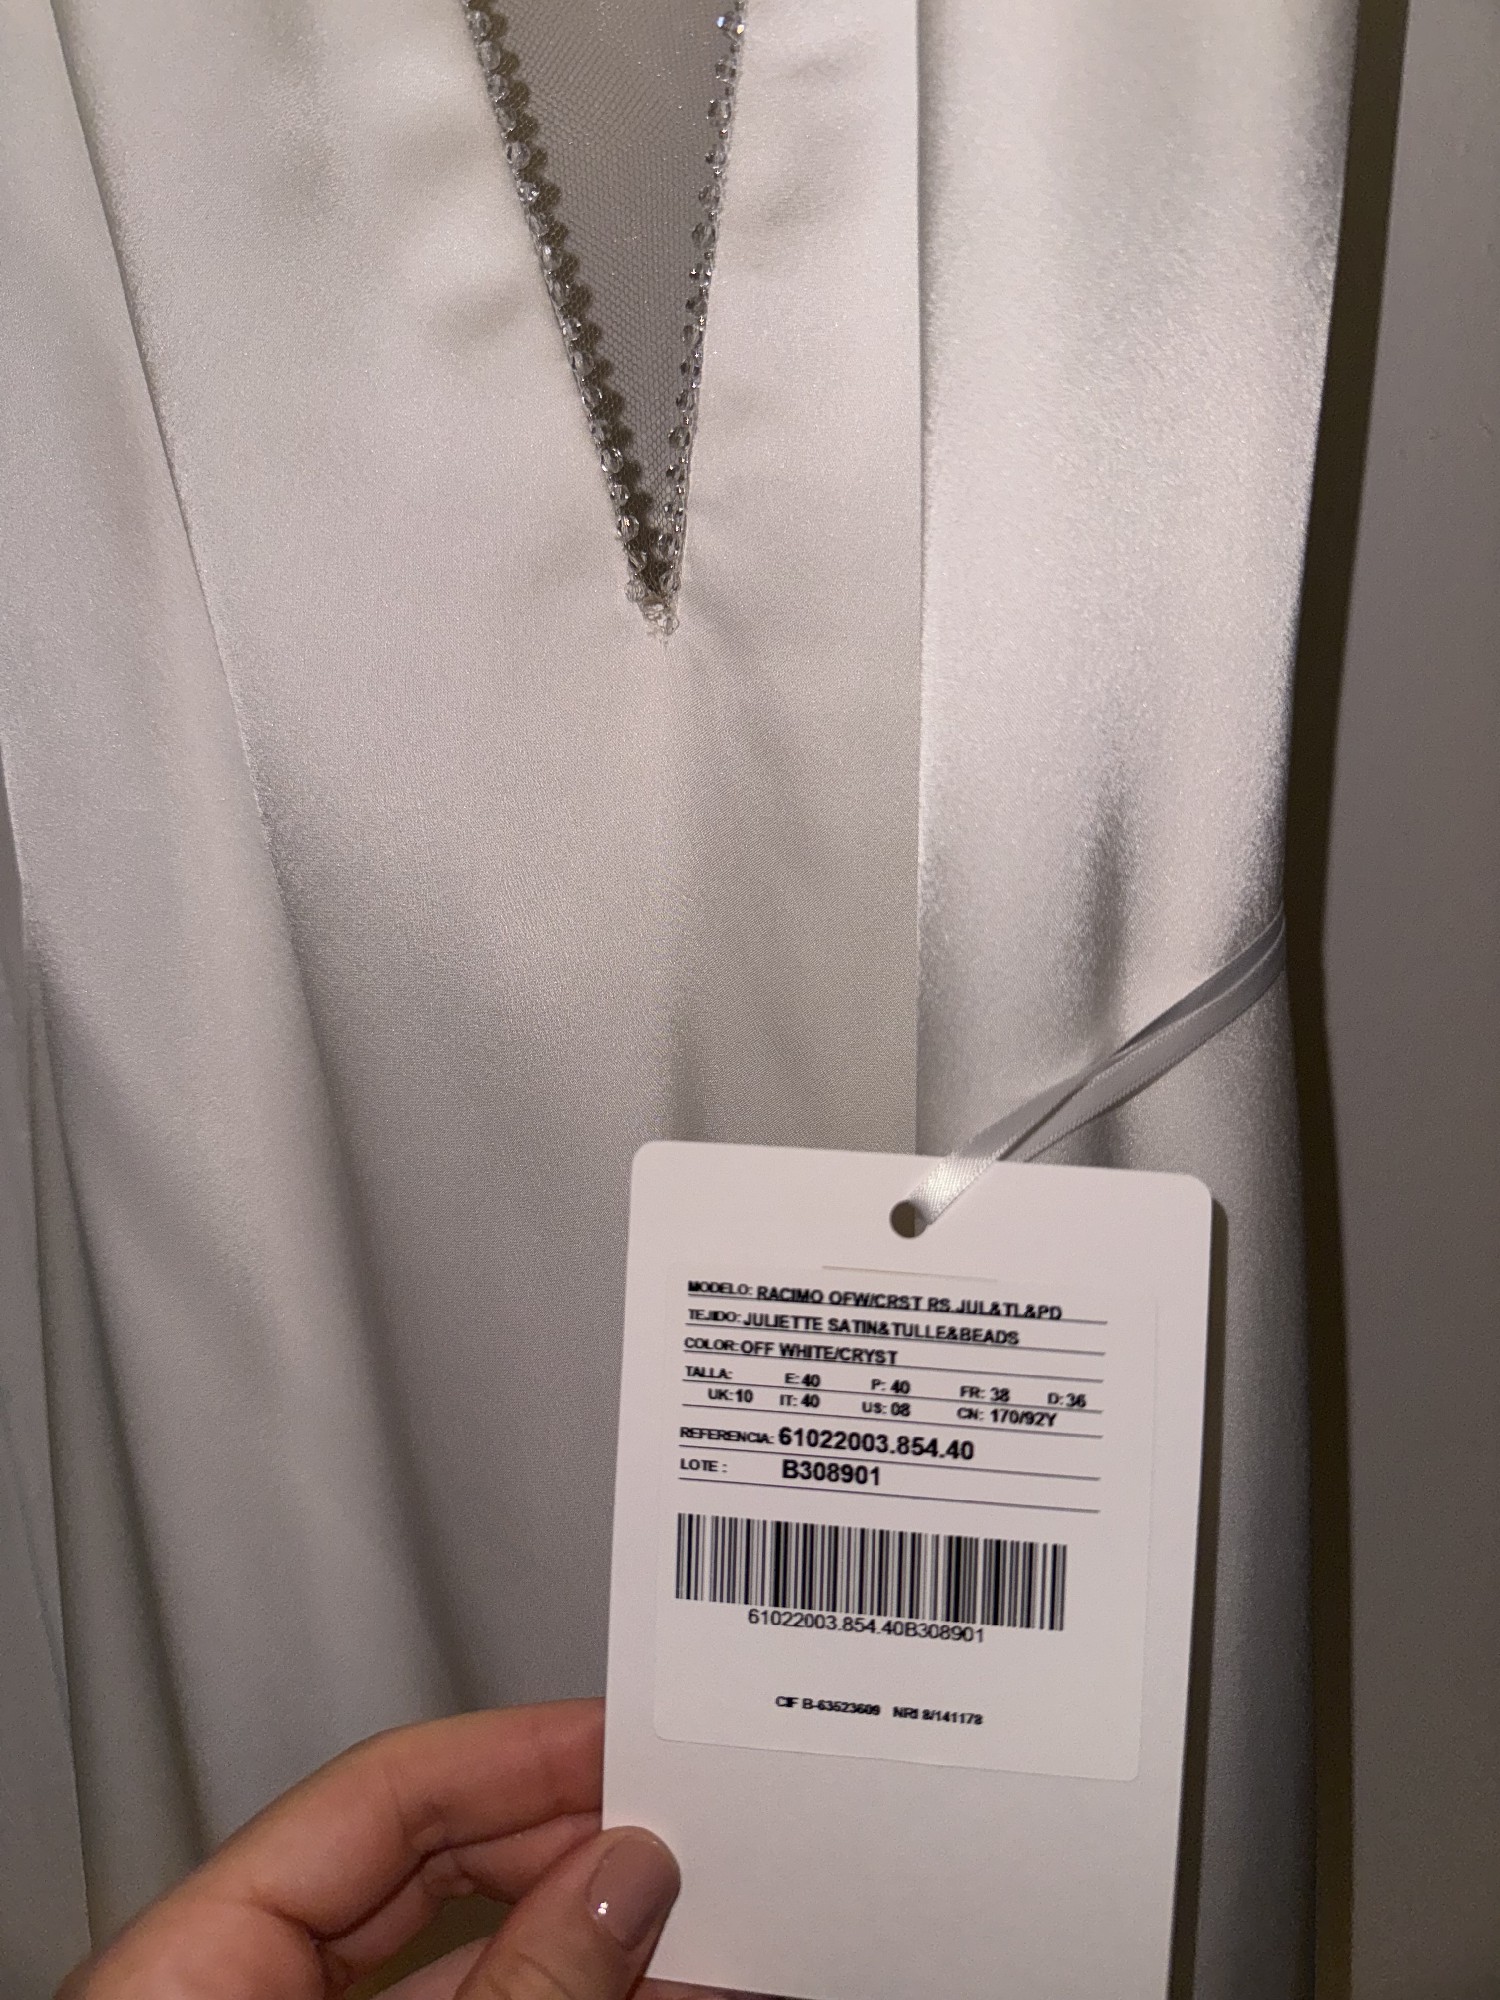 MODELO: RACIMO OFW/CRST RS.JUL&TL&PD
TEJIDO: JULIETTE SATIN&TULLE&BEADS
COLOR: OFF WHITE/CRYST
TALLA: E: 40 P: 40 FR: 38 D: 36
UK: 10 IT: 40 US: 08 CN: 170/92Y
REFERENCIA: 61022003.854.40
LOTE : B308901
61022003.854.40B308901
CIF B-63523609 NRI 8/141178